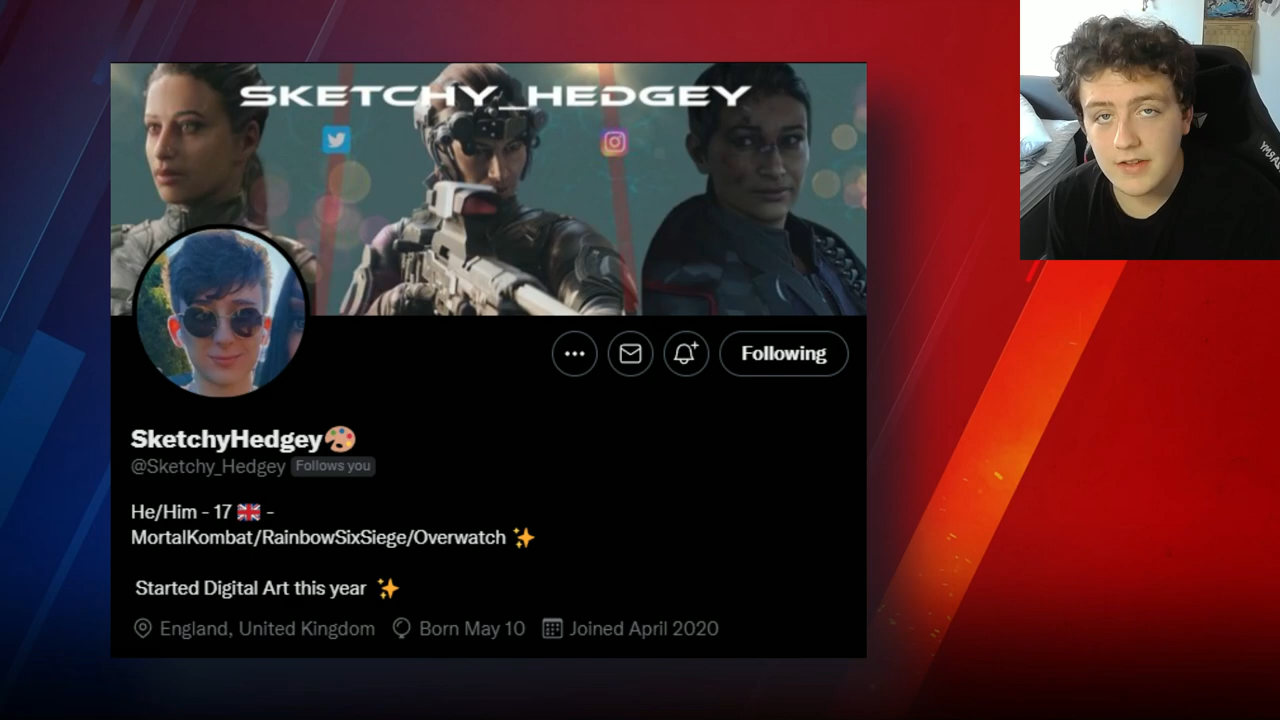 SKETCHY_HEDGEY
Following
SketchyHedgey
@Sketchy_Hedgey Follows you
He/Him - 17 🇬🇧 -
MortalKombat/RainbowSixSiege/Overwatch ✨
Started Digital Art this year ✨
England, United Kingdom Born May 10 Joined April 2020